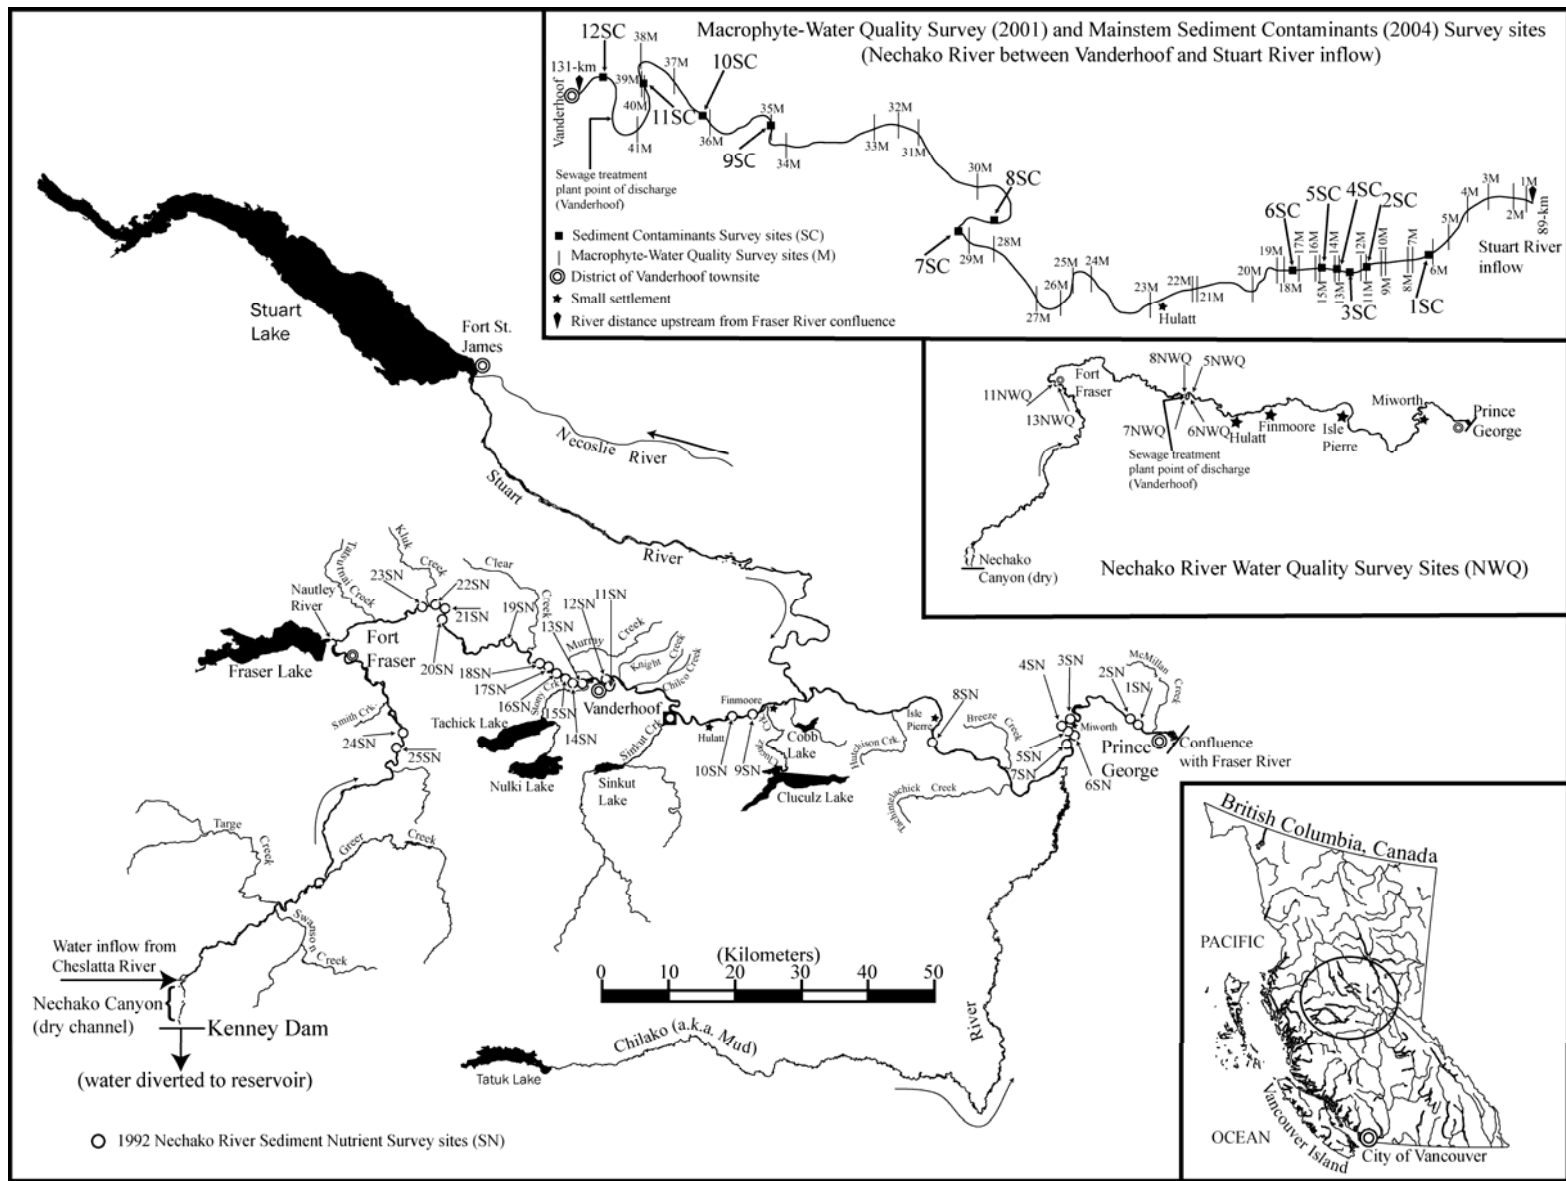 Macrophyte-Water Quality Survey (2001) and Mainstem Sediment Contaminants (2004) Survey sites
(Nechako River between Vanderhoof and Stuart River inflow)
12SC
38M
37M
10SC
131-km
39M
40M
11SC
Vanderhoof
41M
36M
35M
9SC
34M
33M
32M
31M
30M
8SC
7SC
29M
28M
27M
26M
25M
24M
23M
22M
21M
20M
19M
18M
17M
16M
15M
14M
13M
12M
11M
10M
9M
8M
7M
6M
5M
4M
3M
2M
1M
6SC
5SC
4SC
2SC
3SC
1SC
89-km
Stuart River
inflow
Hulatt
Sewage treatment
plant point of discharge
(Vanderhoof)
Sediment Contaminants Survey sites (SC)
Macrophyte-Water Quality Survey sites (M)
District of Vanderhoof townsite
Small settlement
River distance upstream from Fraser River confluence
8NWQ
5NWQ
Fort
Fraser
11NWQ
13NWQ
7NWQ
6NWQ
Hulatt
Finmoore
Isle
Pierre
Miworth
Prince
George
Sewage treatment
plant point of discharge
(Vanderhoof)
Nechako
Canyon (dry)
Nechako River Water Quality Survey Sites (NWQ)
Stuart
Lake
Fort St.
James
Necoslie River
Stuart
River
Kluk
Creek
Creek
Clear
Creek
Nautley
River
23SN
22SN
21SN
20SN
19SN
18SN
17SN
16SN
15SN
14SN
13SN
12SN
11SN
Murray Creek
Knight Creek
Chilco Creek
Stony Crk.
Fraser Lake
Fort
Fraser
Smith Crk.
24SN
25SN
Tachick Lake
Nulki Lake
Vanderhoof
Sinkut Crk.
Sinkut
Lake
Hulatt
Finmoore
10SN
9SN
Cluculz
Crk.
Cobb
Lake
Cluculz Lake
Hutchison Crk.
Isle
Pierre
8SN
Breeze
Creek
Tachintelachick Creek
4SN
3SN
5SN
7SN
6SN
Miworth
2SN
1SN
McMillan
Creek
Prince
George
Confluence
with Fraser River
Targe
Creek
Greer
Creek
Swanson
Creek
Water inflow from
Cheslatta River
Nechako Canyon
(dry channel)
Kenney Dam
(water diverted to reservoir)
(Kilometers)
0 10 20 30 40 50
Tatuk Lake
Chilako (a.k.a. Mud)
River
1992 Nechako River Sediment Nutrient Survey sites (SN)
British Columbia, Canada
PACIFIC
OCEAN
Vancouver Island
City of Vancouver